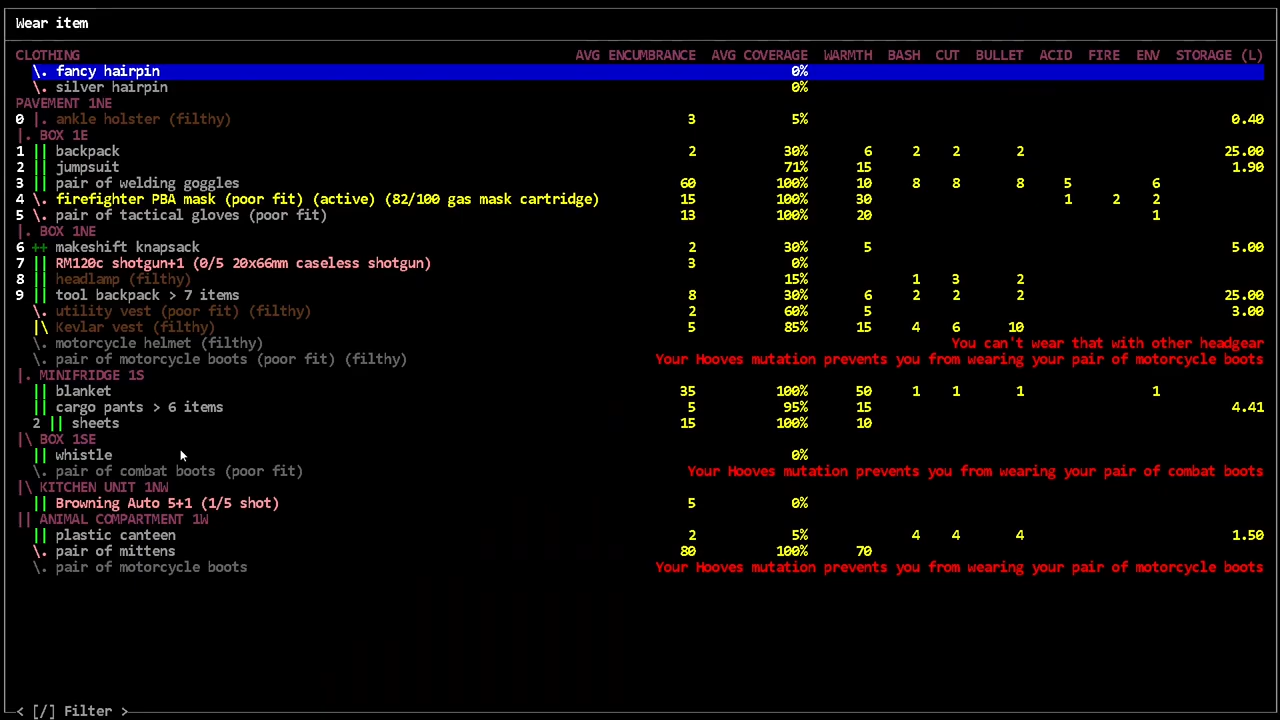 Wear item
CLOTHING AVG ENCUMBRANCE AVG COVERAGE WARMTH BASH CUT BULLET ACID FIRE ENV STORAGE (L)
\. fancy hairpin 0%
\. silver hairpin 0%
PAVEMENT 1NE
0 |. ankle holster (filthy) 3 5% 0.40
|. BOX 1E
1 || backpack 2 30% 6 2 2 2 25.00
2 || jumpsuit 71% 15 1.90
3 || pair of welding goggles 60 100% 10 8 8 8 5 6
4 \. firefighter PBA mask (poor fit) (active) (82/100 gas mask cartridge) 15 100% 30 1 2 2
5 \. pair of tactical gloves (poor fit) 13 100% 20 1
|. BOX 1NE
6 ++ makeshift knapsack 2 30% 5 5.00
7 || RM120c shotgun+1 (0/5 20x66mm caseless shotgun) 3 0%
8 || headlamp (filthy) 15% 1 3 2
9 || tool backpack > 7 items 8 30% 6 2 2 2 25.00
\. utility vest (poor fit) (filthy) 2 60% 5 3.00
|\ Kevlar vest (filthy) 5 85% 15 4 6 10
\. motorcycle helmet (filthy) You can't wear that with other headgear
\. pair of motorcycle boots (poor fit) (filthy) Your Hooves mutation prevents you from wearing your pair of motorcycle boots
|. MINIFRIDGE 1S
|| blanket 35 100% 50 1 1 1 1
|| cargo pants > 6 items 5 95% 15 4.41
2 || sheets 15 100% 10
|\ BOX 1SE
|| whistle 0%
\. pair of combat boots (poor fit) Your Hooves mutation prevents you from wearing your pair of combat boots
|\ KITCHEN UNIT 1NW
|| Browning Auto 5+1 (1/5 shot) 5 0%
|| ANIMAL COMPARTMENT 1W
|| plastic canteen 2 5% 4 4 4 1.50
\. pair of mittens 80 100% 70
\. pair of motorcycle boots Your Hooves mutation prevents you from wearing your pair of motorcycle boots
< [/] Filter >